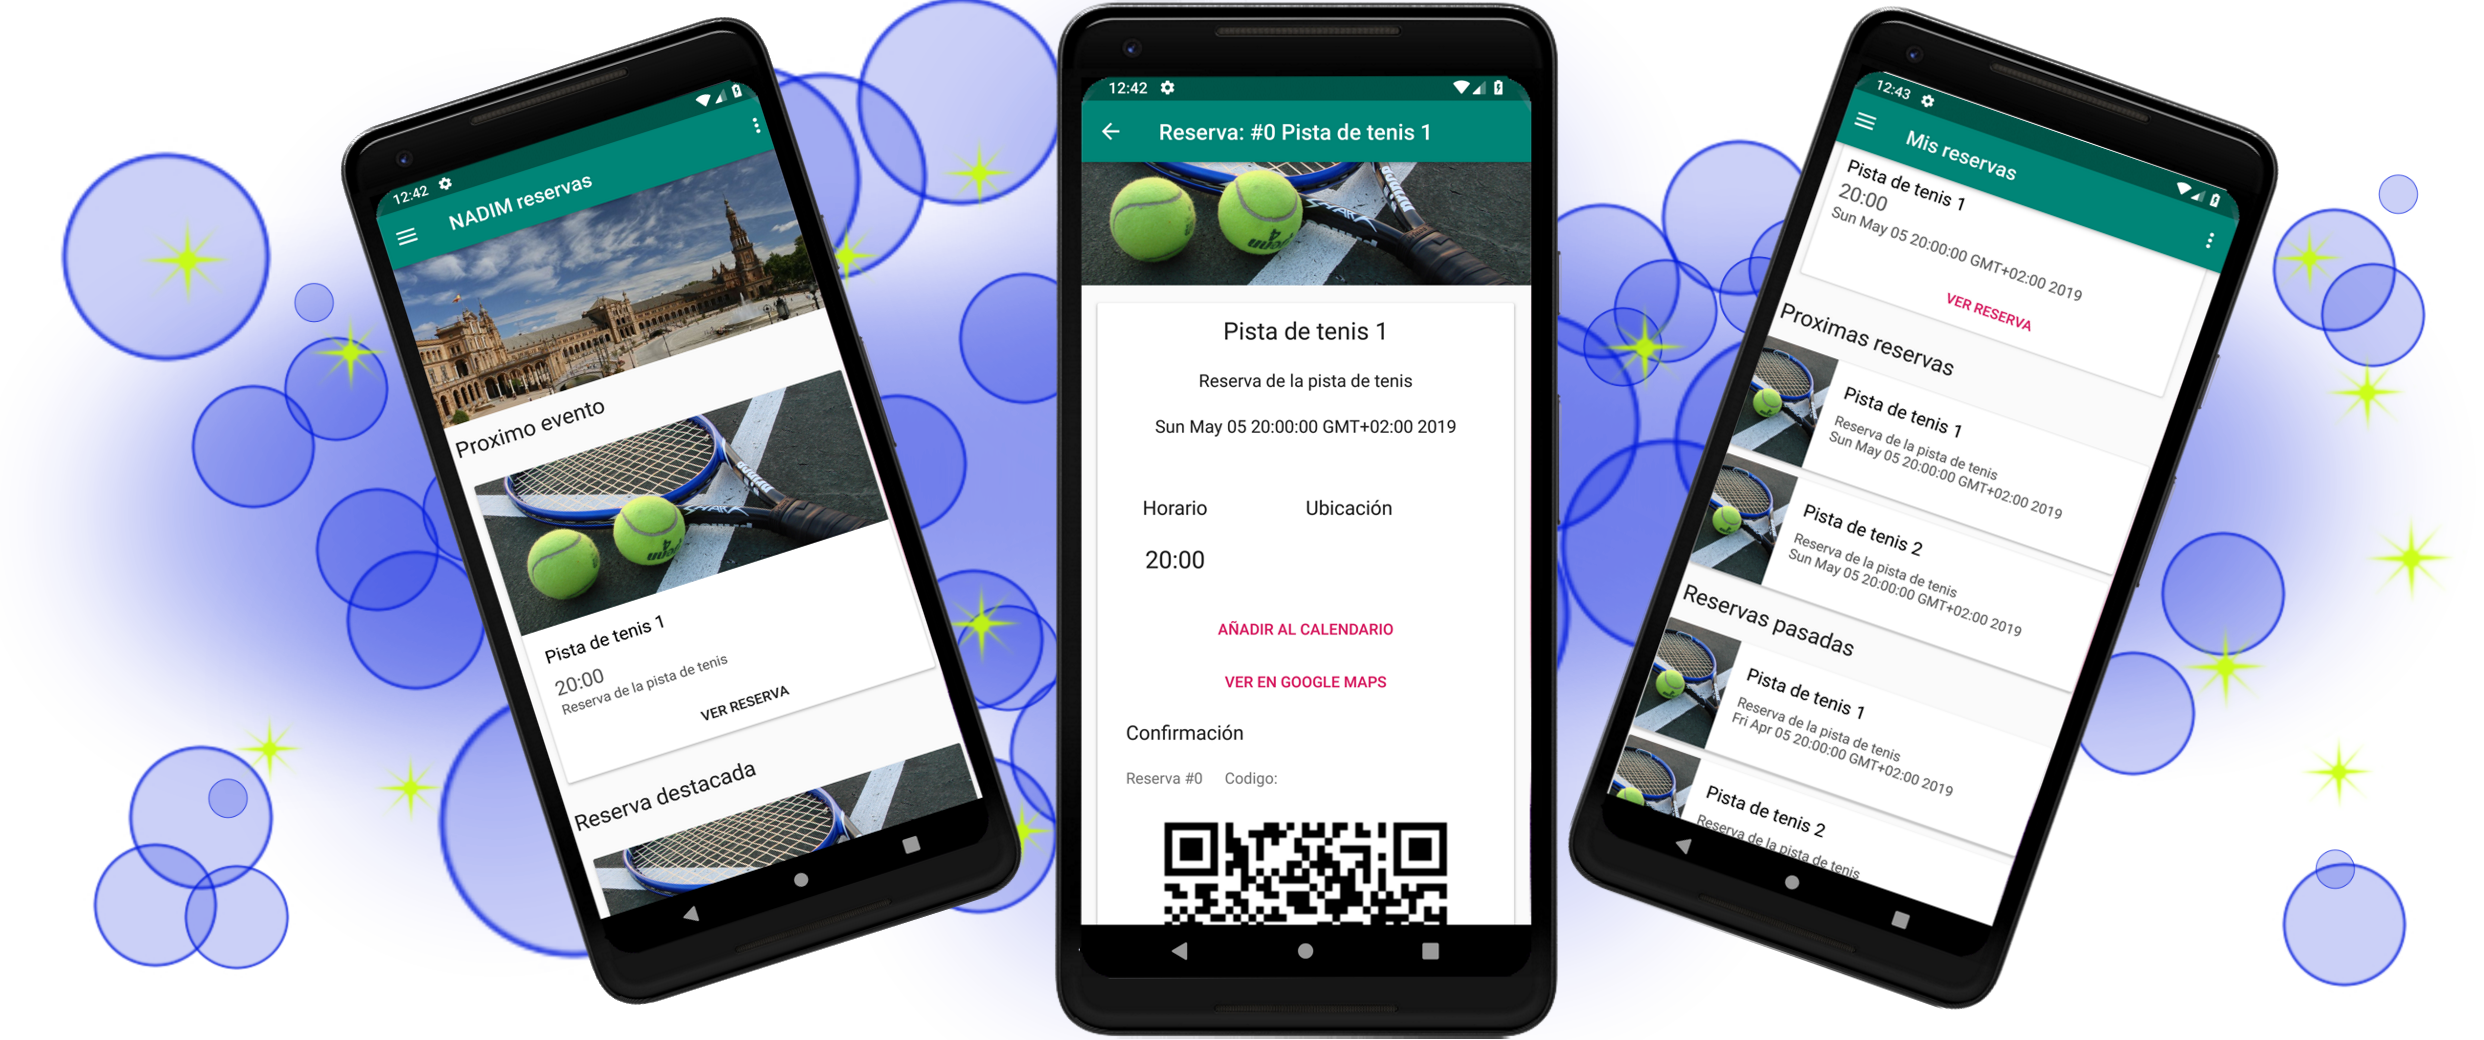 12:42
NADIM reservas
Proximo evento
Pista de tenis 1
20:00
Reserva de la pista de tenis
VER RESERVA
Reserva destacada
12:42
Reserva: #0 Pista de tenis 1
Pista de tenis 1
Reserva de la pista de tenis
Sun May 05 20:00:00 GMT+02:00 2019
Horario Ubicación
20:00
AÑADIR AL CALENDARIO
VER EN GOOGLE MAPS
Confirmación
Reserva #0 Codigo:
12:43
Mis reservas
Pista de tenis 1
20:00
Sun May 05 20:00:00 GMT+02:00 2019
VER RESERVA
Proximas reservas
Pista de tenis 1
Reserva de la pista de tenis
Sun May 05 20:00:00 GMT+02:00 2019
Pista de tenis 2
Reserva de la pista de tenis
Sun May 05 20:00:00 GMT+02:00 2019
Reservas pasadas
Pista de tenis 1
Reserva de la pista de tenis
Fri Apr 05 20:00:00 GMT+02:00 2019
Pista de tenis 2
Reserva de la pista de tenis